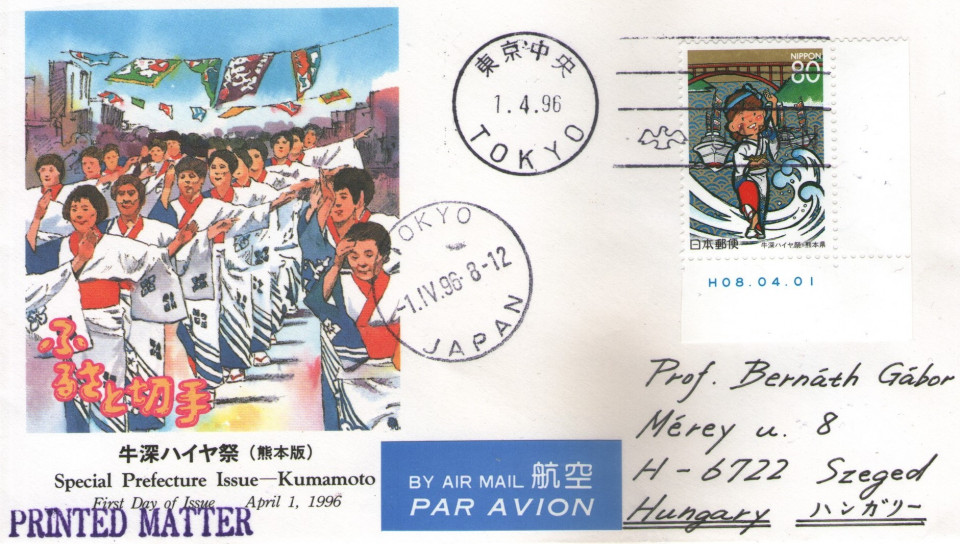 ふるさと切手
牛深ハイヤ祭（熊本版）
Special Prefecture Issue—Kumamoto
First Day of Issue April 1, 1996
PRINTED MATTER
東京中央
1.4.96
TOKYO
TOKYO
-1.IV.96-8-12
JAPAN
NIPPON
80
日本郵便 牛深ハイヤ祭・熊本県
H08.04.01
BY AIR MAIL 航空
PAR AVION
Prof. Bernáth Gábor
Mérey u. 8
H-6722 Szeged
Hungary ハンガリー